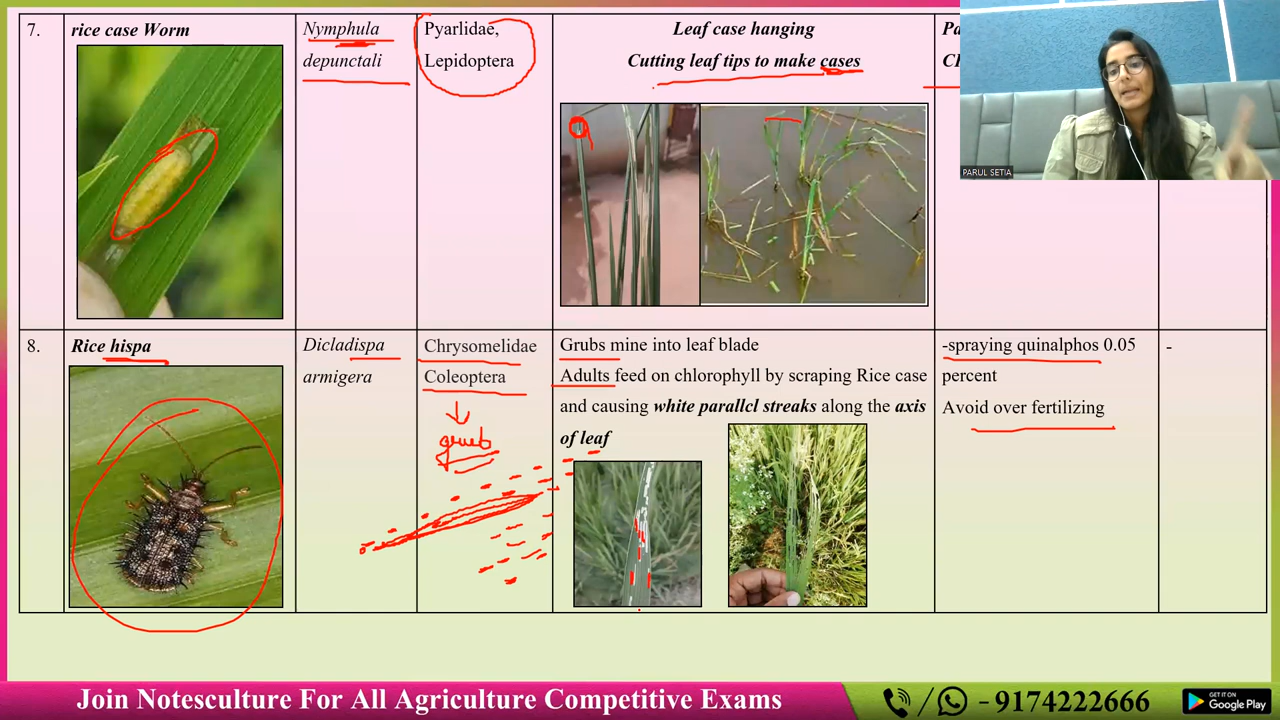 7.
rice case Worm
Nymphula
depunctali
Pyarlidae,
Lepidoptera
Leaf case hanging
Cutting leaf tips to make cases
Pa
PARUL SETIA
8.
Rice hispa
Dicladispa
armigera
Chrysomelidae
Coleoptera
grub
Grubs mine into leaf blade
Adults feed on chlorophyll by scraping Rice case
and causing white parallcl streaks along the axis
of leaf
-spraying quinalphos 0.05
percent
Avoid over fertilizing
-
Join Notesculture For All Agriculture Competitive Exams
/ - 9174222666
GET IT ON
Google Play